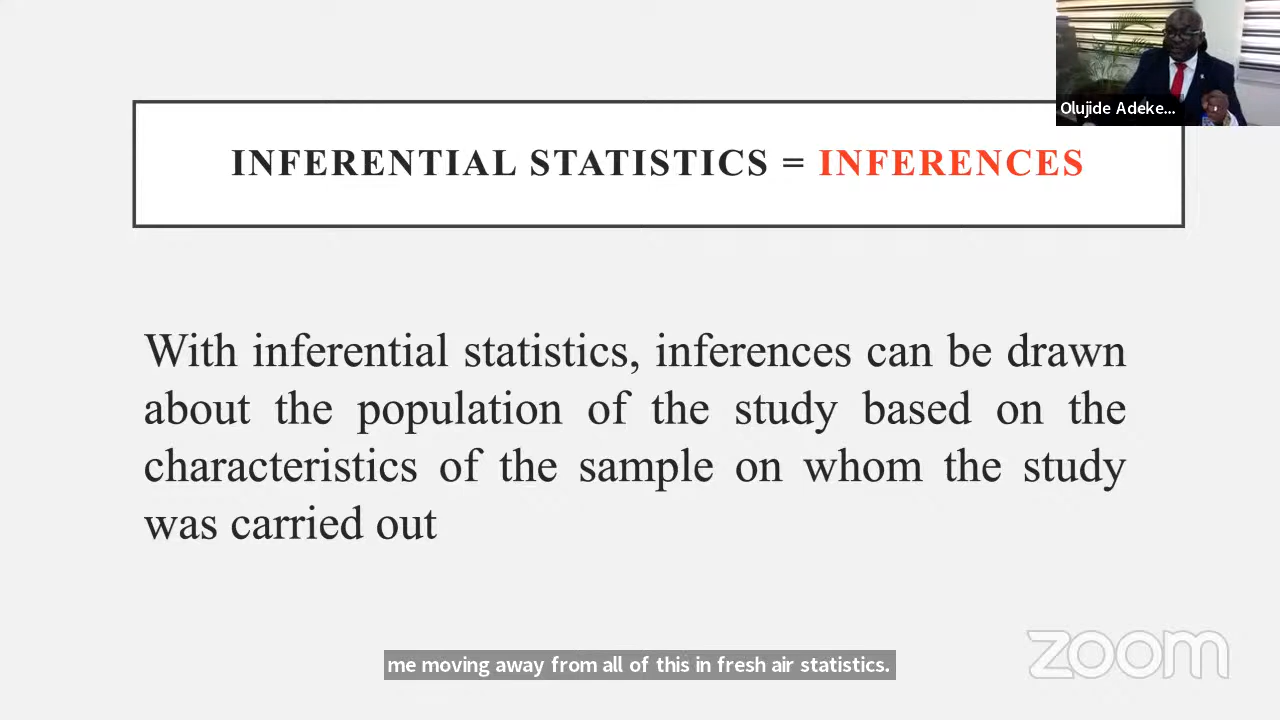 Olujide Adeke...
INFERENTIAL STATISTICS = INFERENCES
With inferential statistics, inferences can be drawn
about the population of the study based on the
characteristics of the sample on whom the study
was carried out
me moving away from all of this in fresh air statistics.
zoom